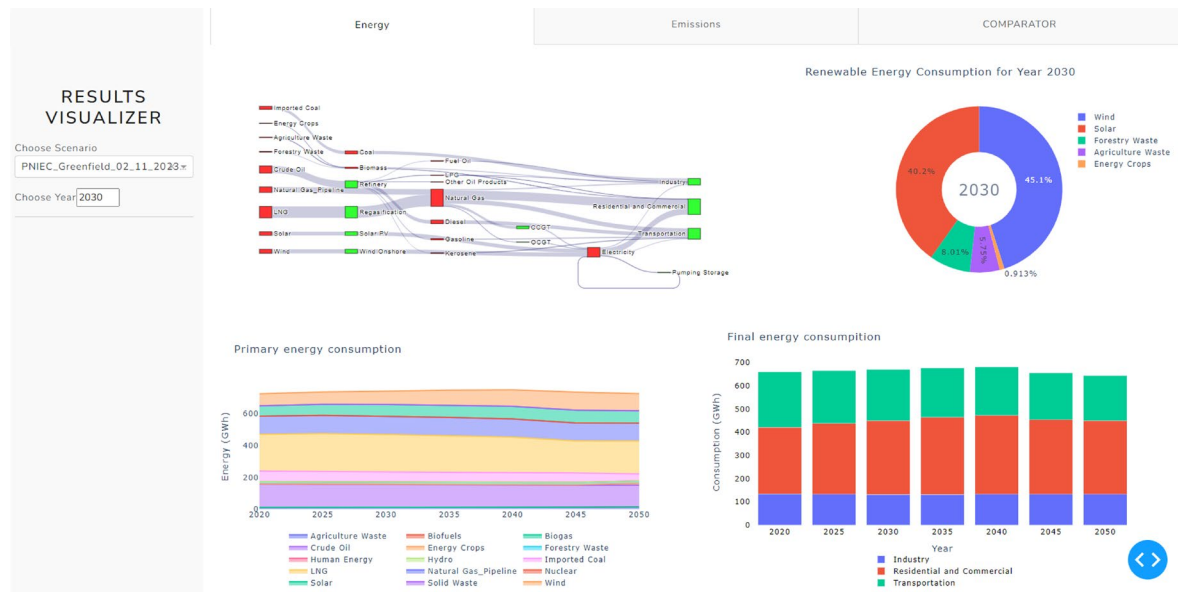 Energy
Emissions
COMPARATOR
RESULTS
VISUALIZER
Choose Scenario
PNIEC_Greenfield_02_11_2023
Choose Year 2030
Imported Coal
Energy Crops
Agriculture Waste
Forestry Waste
Crude Oil
Natural Gas_Pipeline
LNG
Solar
Wind
Coal
Biomass
Refinery
Regasification
Solar PV
Wind Onshore
Fuel Oil
LPG
Other Oil Products
Natural Gas
Diesel
Gasoline
Kerosene
CCGT
OCGT
Electricity
Industry
Residential and Commercial
Transportation
Pumping Storage
Renewable Energy Consumption for Year 2030
45.1%
40.2%
8.01%
5.75%
0.913%
2030
Wind
Solar
Forestry Waste
Agriculture Waste
Energy Crops
Primary energy consumption
Energy (GWh)
600
400
200
0
2020 2025 2030 2035 2040 2045 2050
Agriculture Waste Biofuels Biogas
Crude Oil Energy Crops Forestry Waste
Human Energy Hydro Imported Coal
LNG Natural Gas_Pipeline Nuclear
Solar Solid Waste Wind
Final energy consumpition
Consumption (GWh)
700
600
500
400
300
200
100
0
2020 2025 2030 2035 2040 2045 2050
Year
Industry
Residential and Commercial
Transportation